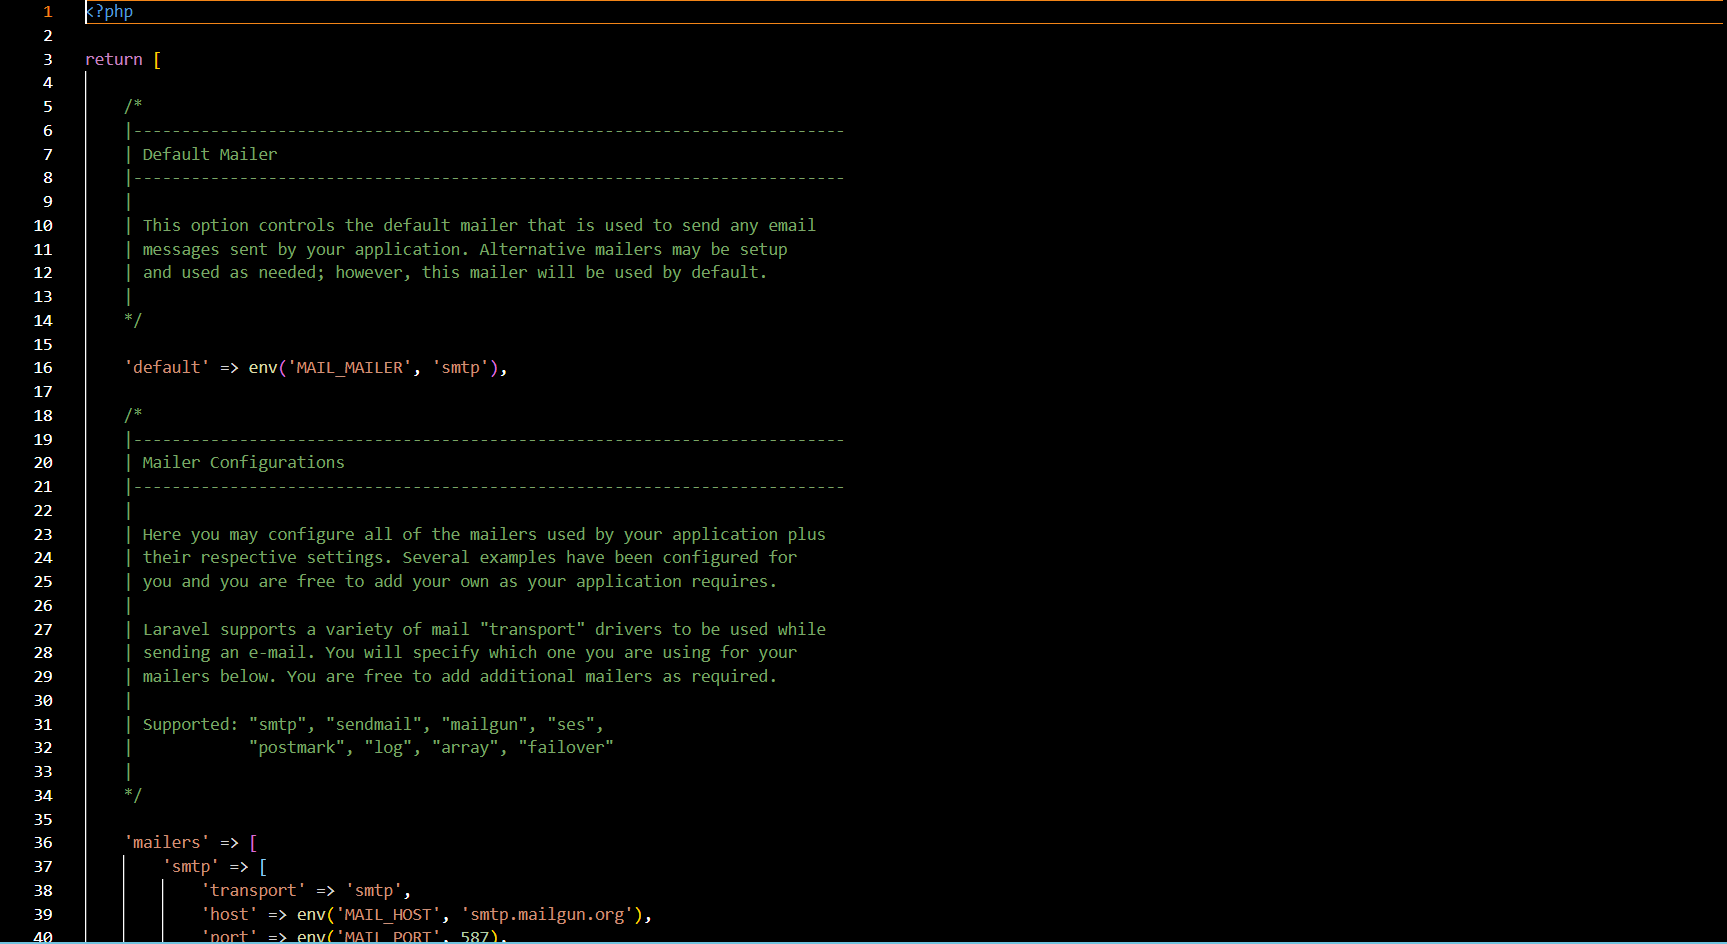 1 <?php
2
3 return [
4
5     /*
6     |--------------------------------------------------------------------------
7     | Default Mailer
8     |--------------------------------------------------------------------------
9     |
10     | This option controls the default mailer that is used to send any email
11     | messages sent by your application. Alternative mailers may be setup
12     | and used as needed; however, this mailer will be used by default.
13     |
14     */
15
16     'default' => env('MAIL_MAILER', 'smtp'),
17
18     /*
19     |--------------------------------------------------------------------------
20     | Mailer Configurations
21     |--------------------------------------------------------------------------
22     |
23     | Here you may configure all of the mailers used by your application plus
24     | their respective settings. Several examples have been configured for
25     | you and you are free to add your own as your application requires.
26     |
27     | Laravel supports a variety of mail "transport" drivers to be used while
28     | sending an e-mail. You will specify which one you are using for your
29     | mailers below. You are free to add additional mailers as required.
30     |
31     | Supported: "smtp", "sendmail", "mailgun", "ses",
32     |            "postmark", "log", "array", "failover"
33     |
34     */
35
36     'mailers' => [
37         'smtp' => [
38             'transport' => 'smtp',
39             'host' => env('MAIL_HOST', 'smtp.mailgun.org'),
40             'port' => env('MAIL_PORT', 587),